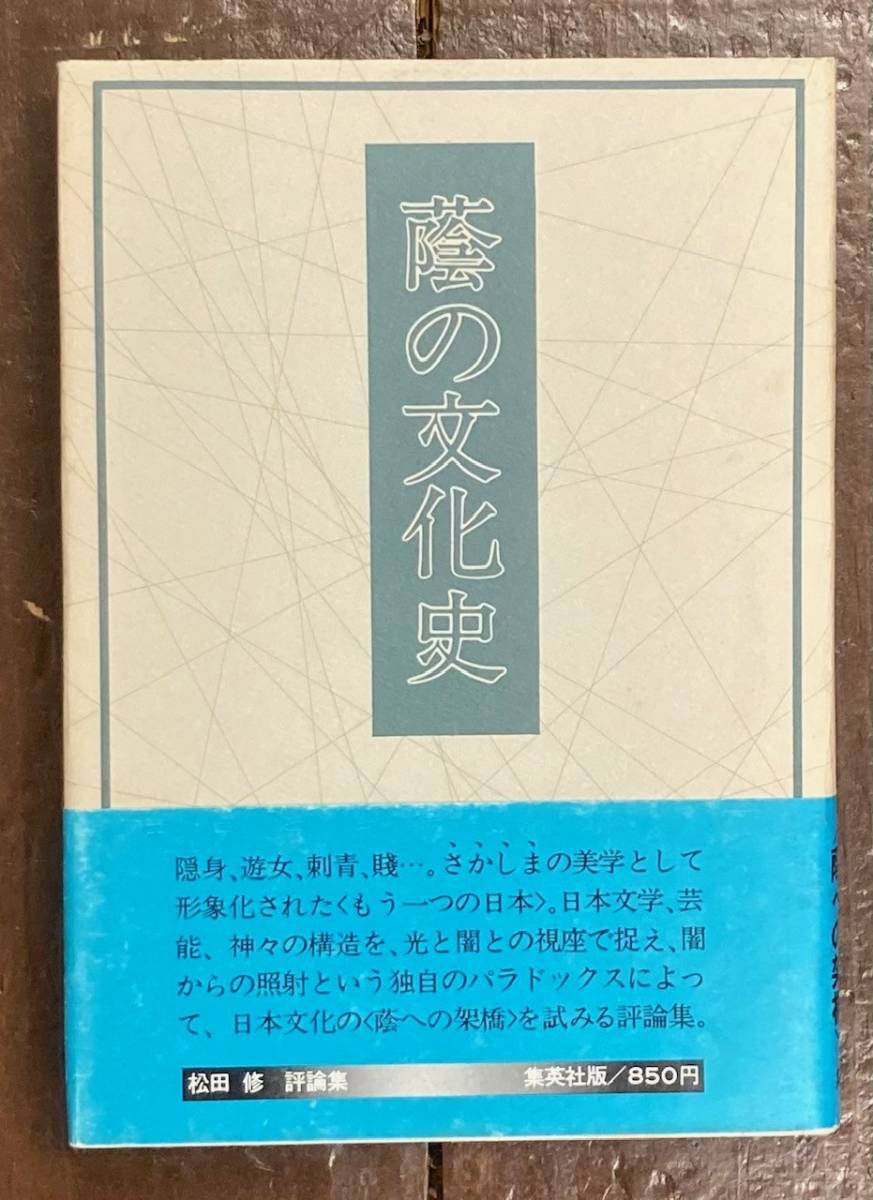 蔭の文化史
隠身、遊女、刺青、賤…。さかしまの美学として
形象化された〈もう一つの日本〉。日本文学、芸
能、神々の構造を、光と闇との視座で捉え、闇
からの照射という独自のパラドックスによっ
て、日本文化の〈蔭への架橋〉を試みる評論集。
松田 修 評論集 集英社版/850円